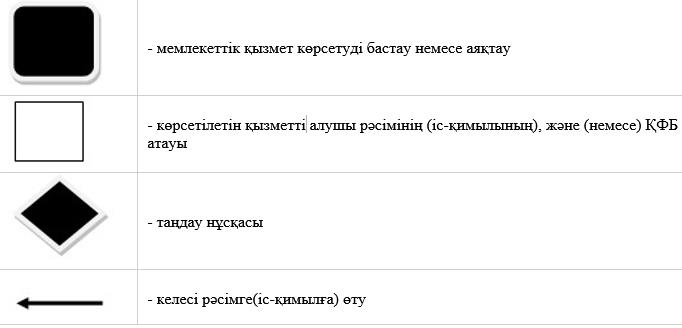 - мемлекеттік қызмет көрсетуді бастау немесе аяқтау
- көрсетілетін қызметті алушы рәсімінің (іс-қимылының), және (немесе) ҚФБ
атауы
- таңдау нұсқасы
- келесі рәсімге(іс-қимылға) өту